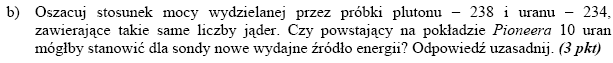 b) Oszacuj stosunek mocy wydzielanej przez próbki plutonu – 238 i uranu – 234,
zawierające takie same liczby jąder. Czy powstający na pokładzie Pioneera 10 uran
mógłby stanowić dla sondy nowe wydajne źródło energii? Odpowiedź uzasadnij. (3 pkt)